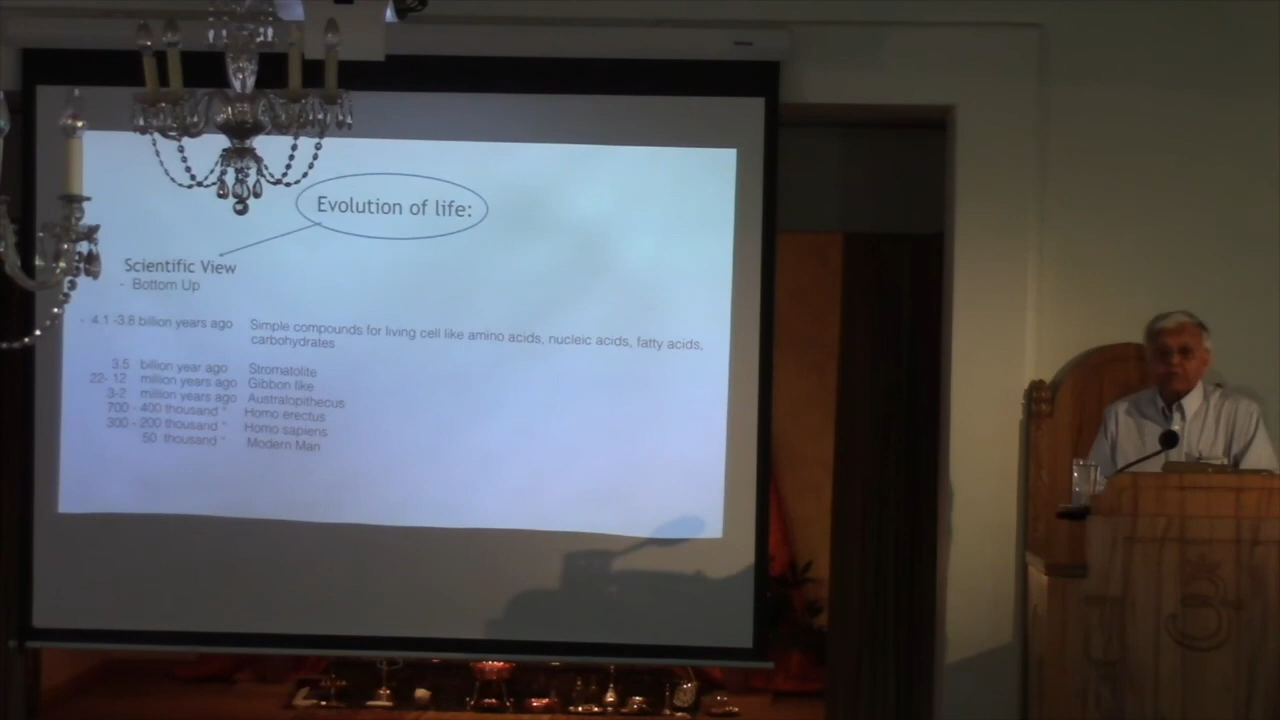 Evolution of life:
Scientific View
- Bottom Up
- 4.1 -3.8 billion years ago Simple compounds for living cell like amino acids, nucleic acids, fatty acids,
carbohydrates
3.5 billion year ago Stromatolite
22- 12 million years ago Gibbon like
3-2 million years ago Australopithecus
700 - 400 thousand " Homo erectus
300 - 200 thousand " Homo sapiens
50 thousand " Modern Man
ॐ